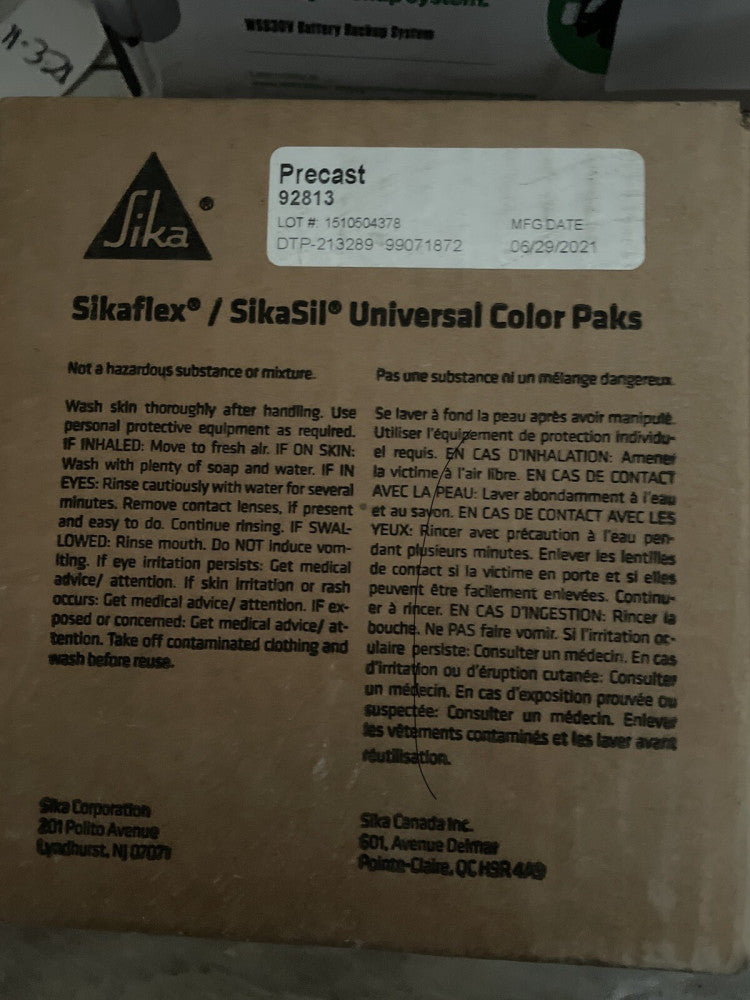 11-321
WSS30V Battery Backup System
Sika®
Precast
92813
LOT #: 1510504378
MFG DATE
DTP-213289 99071872
06/29/2021
Sikaflex® / SikaSil® Universal Color Paks
Not a hazardous substance or mixture.
Wash skin thoroughly after handling. Use
personal protective equipment as required.
IF INHALED: Move to fresh air. IF ON SKIN:
Wash with plenty of soap and water. IF IN
EYES: Rinse cautiously with water for several
minutes. Remove contact lenses, if present
and easy to do. Continue rinsing. IF SWAL-
LOWED: Rinse mouth. Do NOT induce vom-
iting. If eye irritation persists: Get medical
advice/ attention. If skin irritation or rash
occurs: Get medical advice/ attention. IF ex-
posed or concerned: Get medical advice/ at-
tention. Take off contaminated clothing and
wash before reuse.
Pas une substance ni un mélange dangereux.
Se laver à fond la peau après avoir manipulé.
Utiliser l'équipement de protection individu-
el requis. EN CAS D'INHALATION: Amener
la victime à l'air libre. EN CAS DE CONTACT
AVEC LA PEAU: Laver abondamment à l'eau
et au savon. EN CAS DE CONTACT AVEC LES
YEUX: Rincer avec précaution à l'eau pen-
dant plusieurs minutes. Enlever les lentilles
de contact si la victime en porte et si elles
peuvent être facilement enlevées. Continu-
er à rincer. EN CAS D'INGESTION: Rincer la
bouche. Ne PAS faire vomir. Si l'irritation oc-
ulaire persiste: Consulter un médecin. En cas
d'irritation ou d'éruption cutanée: Consulter
un médecin. En cas d'exposition prouvée ou
suspectée: Consulter un médecin. Enlever
les vêtements contaminés et les laver avant
réutilisation.
Sika Corporation
201 Polito Avenue
Lyndhurst, NJ 07071
Sika Canada Inc.
601, Avenue Delmar
Pointe-Claire, QC H9R 4A9